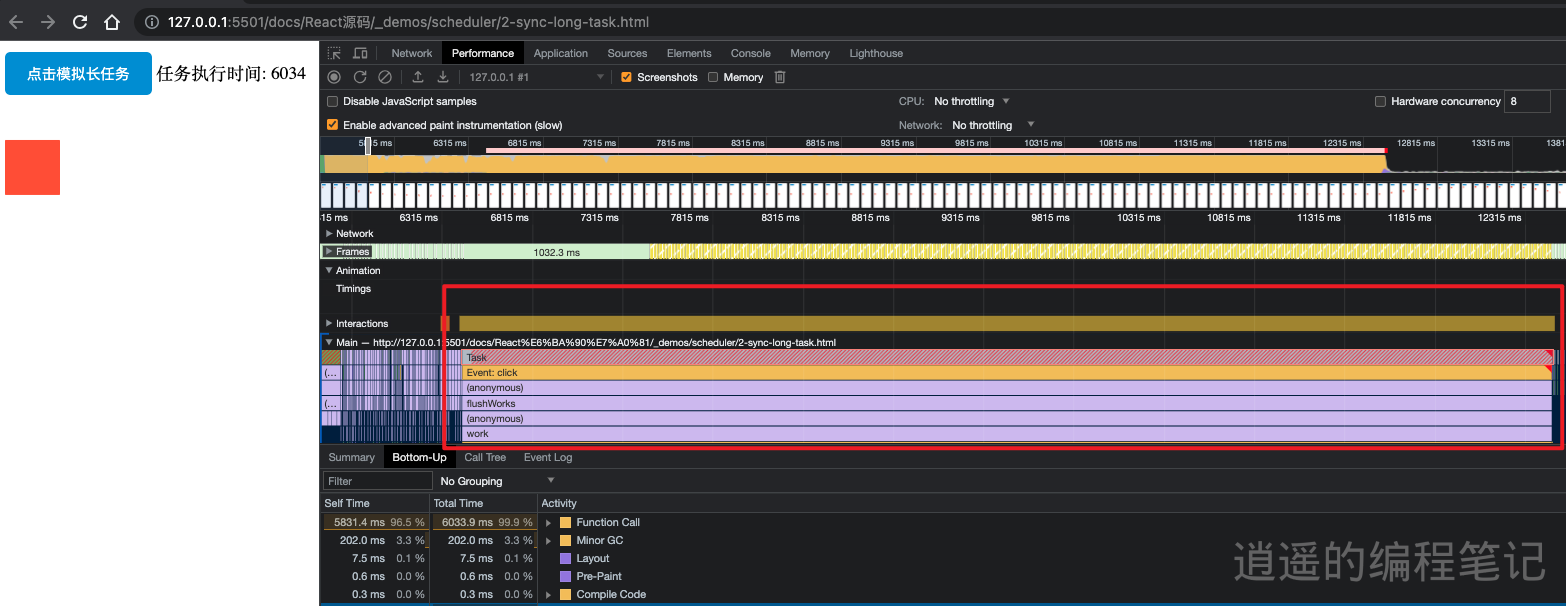 127.0.0.1:5501/docs/React源码/_demos/scheduler/2-sync-long-task.html
点击模拟长任务 任务执行时间: 6034
Network Performance Application Sources Elements Console Memory Lighthouse
127.0.0.1 #1 Screenshots Memory
Disable JavaScript samples CPU: No throttling Hardware concurrency 8
Enable advanced paint instrumentation (slow) Network: No throttling
15 ms 6315 ms 6815 ms 7315 ms 7815 ms 8315 ms 8815 ms 9315 ms 9815 ms 10315 ms 10815 ms 11315 ms 11815 ms 12315 ms 12815 ms 13315 ms 1381
:15 ms 6315 ms 6815 ms 7315 ms 7815 ms 8315 ms 8815 ms 9315 ms 9815 ms 10315 ms 10815 ms 11315 ms 11815 ms 12315 ms
Network
Frames 1032.3 ms
Animation
Timings
Interactions
Main — http://127.0.0.1:5501/docs/React%E6%BA%90%E7%A0%81/_demos/scheduler/2-sync-long-task.html
Task
(... Event: click
(anonymous)
(... flushWorks
(anonymous)
work
Summary Bottom-Up Call Tree Event Log
Filter No Grouping
Self Time Total Time Activity
5831.4 ms 96.5 % 6033.9 ms 99.9 % Function Call
202.0 ms 3.3 % 202.0 ms 3.3 % Minor GC
7.5 ms 0.1 % 7.5 ms 0.1 % Layout
0.6 ms 0.0 % 0.6 ms 0.0 % Pre-Paint
0.3 ms 0.0 % 0.3 ms 0.0 % Compile Code
逍遥的编程笔记